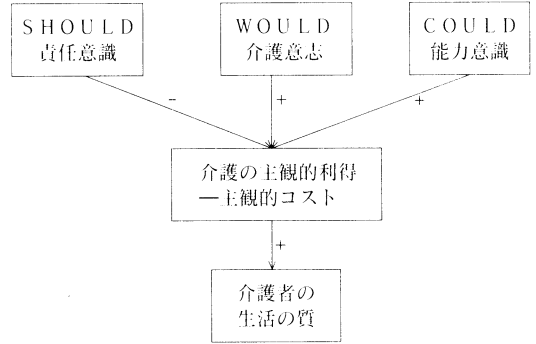 SHOULD
責任意識
WOULD
介護意志
COULD
能力意識
−
+
+
介護の主観的利得
—主観的コスト
+
介護者の
生活の質